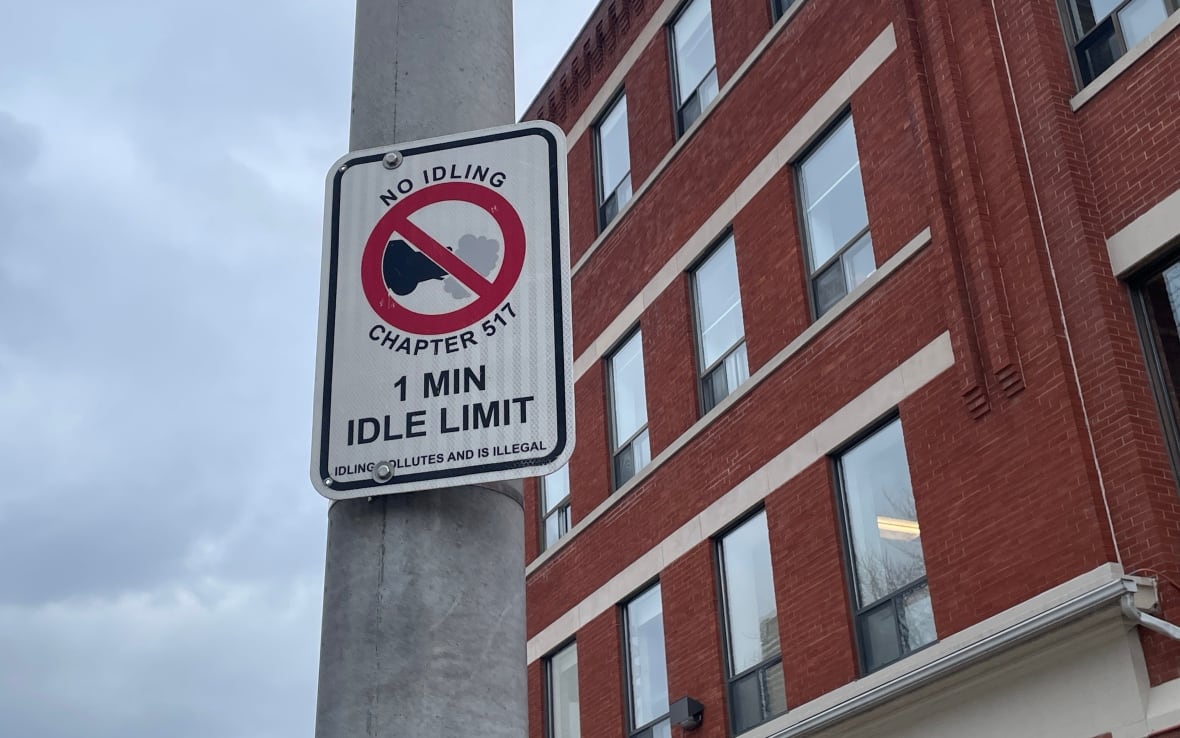 NO IDLING
CHAPTER 517
1 MIN
IDLE LIMIT
IDLING POLLUTES AND IS ILLEGAL